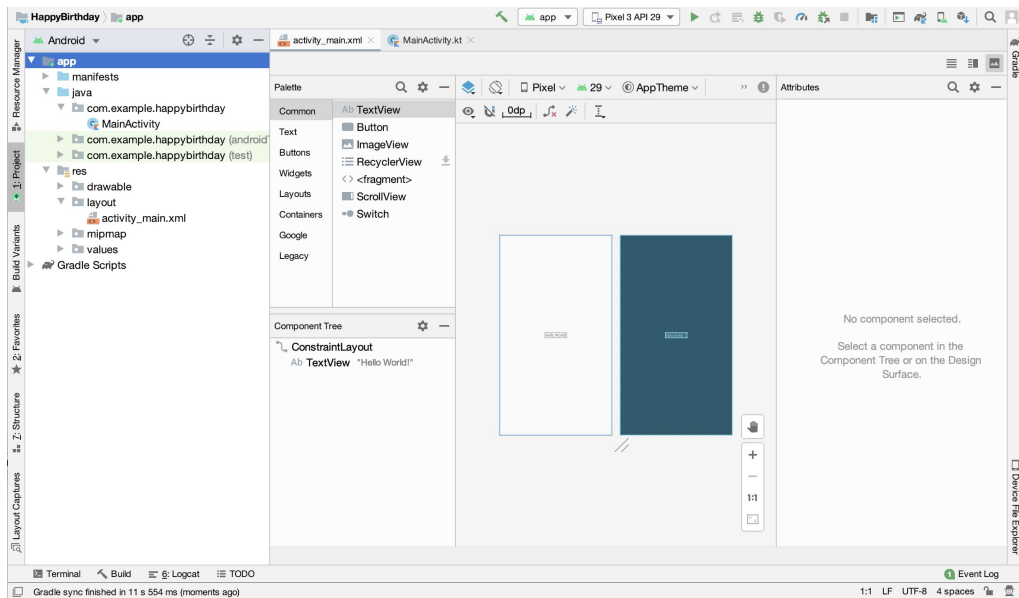 HappyBirthday app
app Pixel 3 API 29
Android
activity_main.xml MainActivity.kt
Resource Manager
1: Project
Build Variants
2: Favorites
Z: Structure
Layout Captures
app
manifests
java
com.example.happybirthday
MainActivity
com.example.happybirthday (android
com.example.happybirthday (test)
res
drawable
layout
activity_main.xml
mipmap
values
Gradle Scripts
Palette
Common
Text
Buttons
Widgets
Layouts
Containers
Google
Legacy
Ab TextView
Button
ImageView
RecyclerView
<fragment>
ScrollView
Switch
Component Tree
ConstraintLayout
Ab TextView "Hello World!"
Pixel 29 AppTheme
0dp
Hello World!
1:1
Attributes
No component selected.
Select a component in the
Component Tree or on the Design
Surface.
Gradle
Device File Explorer
Terminal Build 6: Logcat TODO
1 Event Log
Gradle sync finished in 11 s 554 ms (moments ago)
1:1 LF UTF-8 4 spaces